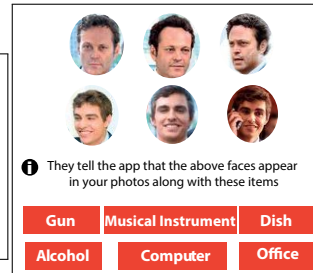 They tell the app that the above faces appear
in your photos along with these items
Gun Musical Instrument Dish
Alcohol Computer Office